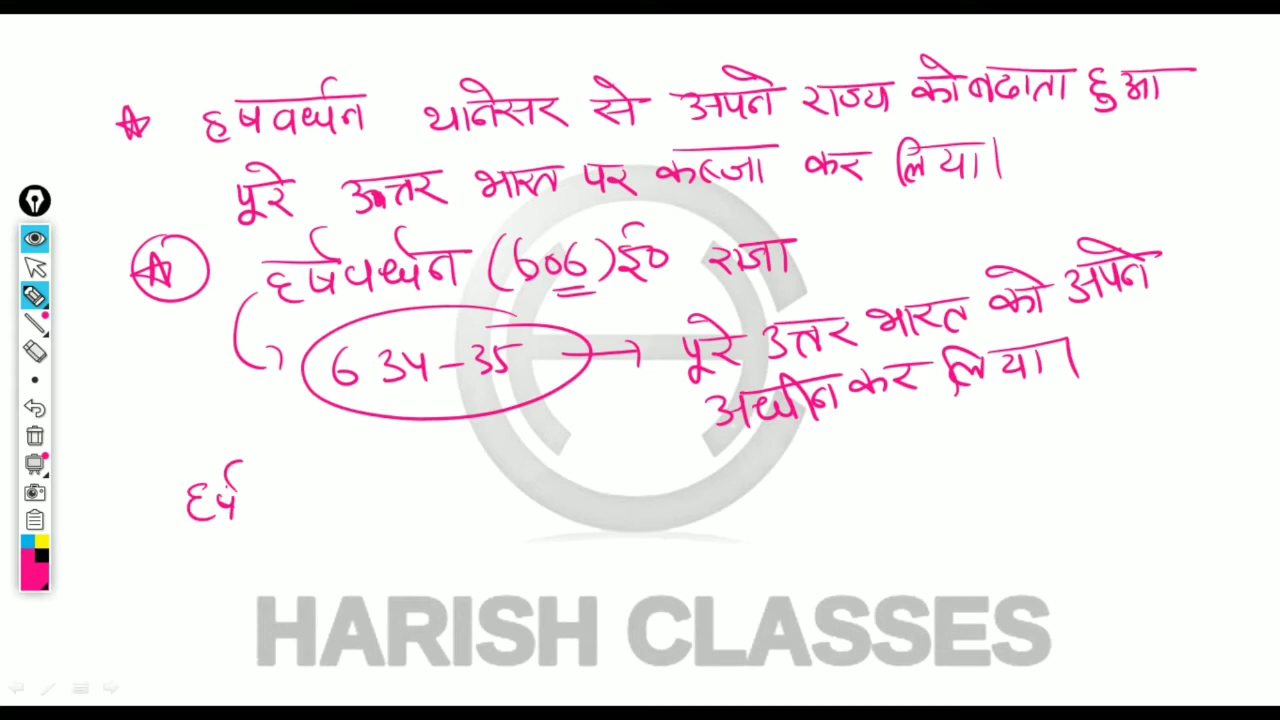 ☆ हर्षवर्धन थानेसर से अपने राज्य को बढाता हुआ
पूरे उत्तर भारत पर कब्जा कर लिया।
☆ हर्षवर्धन (606) ई० राजा
634-35 → पूरे उत्तर भारत को अपने
अधीन कर लिया।
हर्ष
HARISH CLASSES